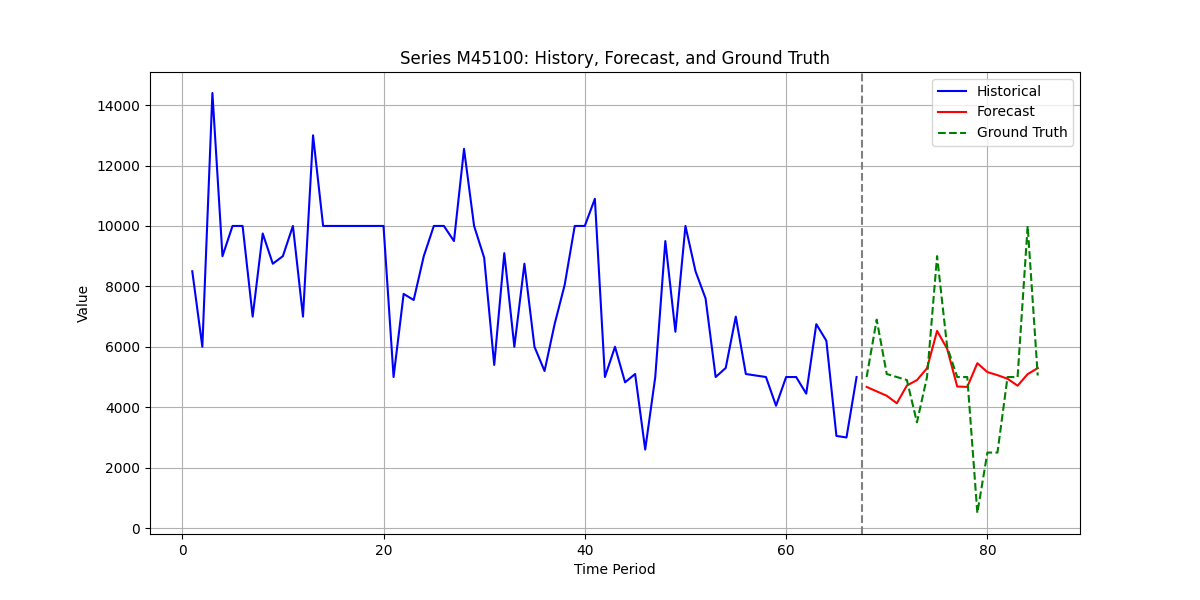 Series M45100: History, Forecast, and Ground Truth
Historical
Forecast
Ground Truth
Value
14000
12000
10000
8000
6000
4000
2000
0
0 20 40 60 80
Time Period